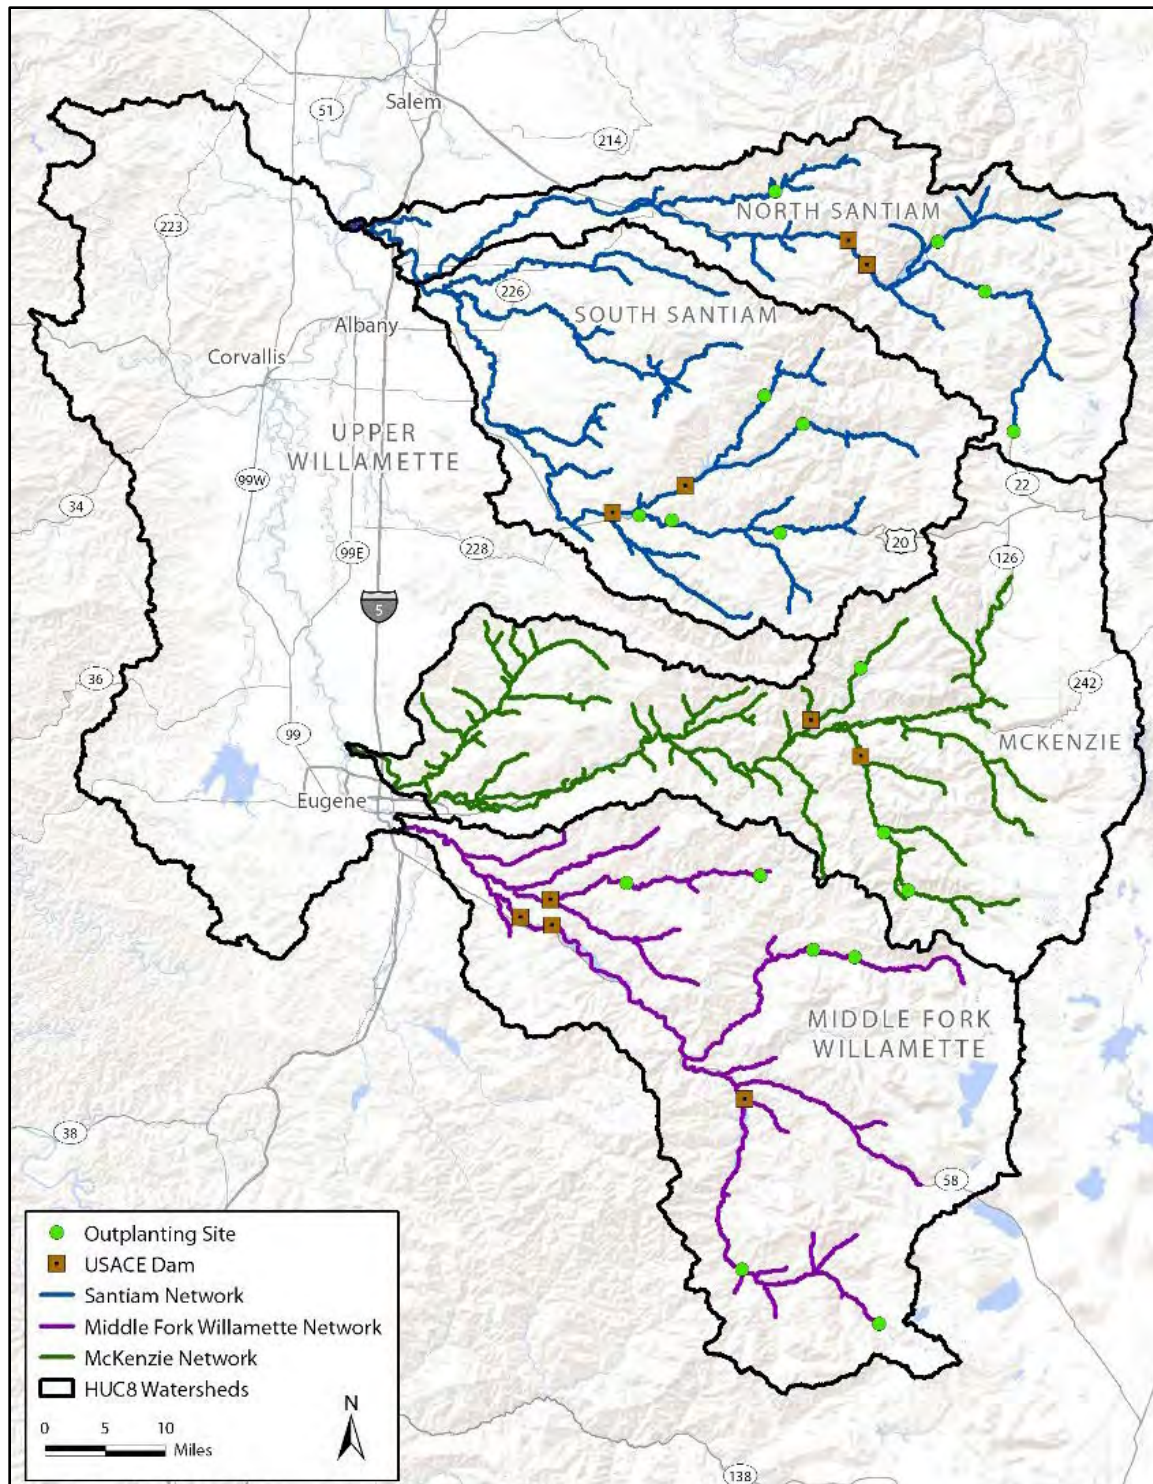 Salem
51
214
223
NORTH SANTIAM
226
SOUTH SANTIAM
Albany
Corvallis
UPPER
WILLAMETTE
99W
34
22
99E
228
20
126
5
36
242
99
MCKENZIE
Eugene
MIDDLE FORK
WILLAMETTE
38
58
Outplanting Site
USACE Dam
Santiam Network
Middle Fork Willamette Network
McKenzie Network
HUC8 Watersheds
N
0 5 10
Miles
138